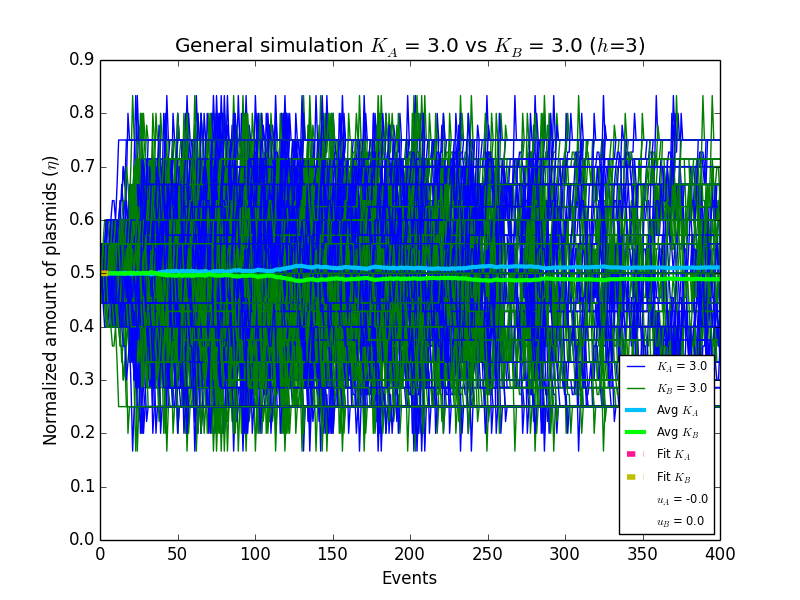 General simulation K_A = 3.0 vs K_B = 3.0 (h=3)
Normalized amount of plasmids (η)
0.9
0.8
0.7
0.6
0.5
0.4
0.3
0.2
0.1
0.0
K_A = 3.0
K_B = 3.0
Avg K_A
Avg K_B
Fit K_A
Fit K_B
u_A = -0.0
u_B = 0.0
0 50 100 150 200 250 300 350 400
Events